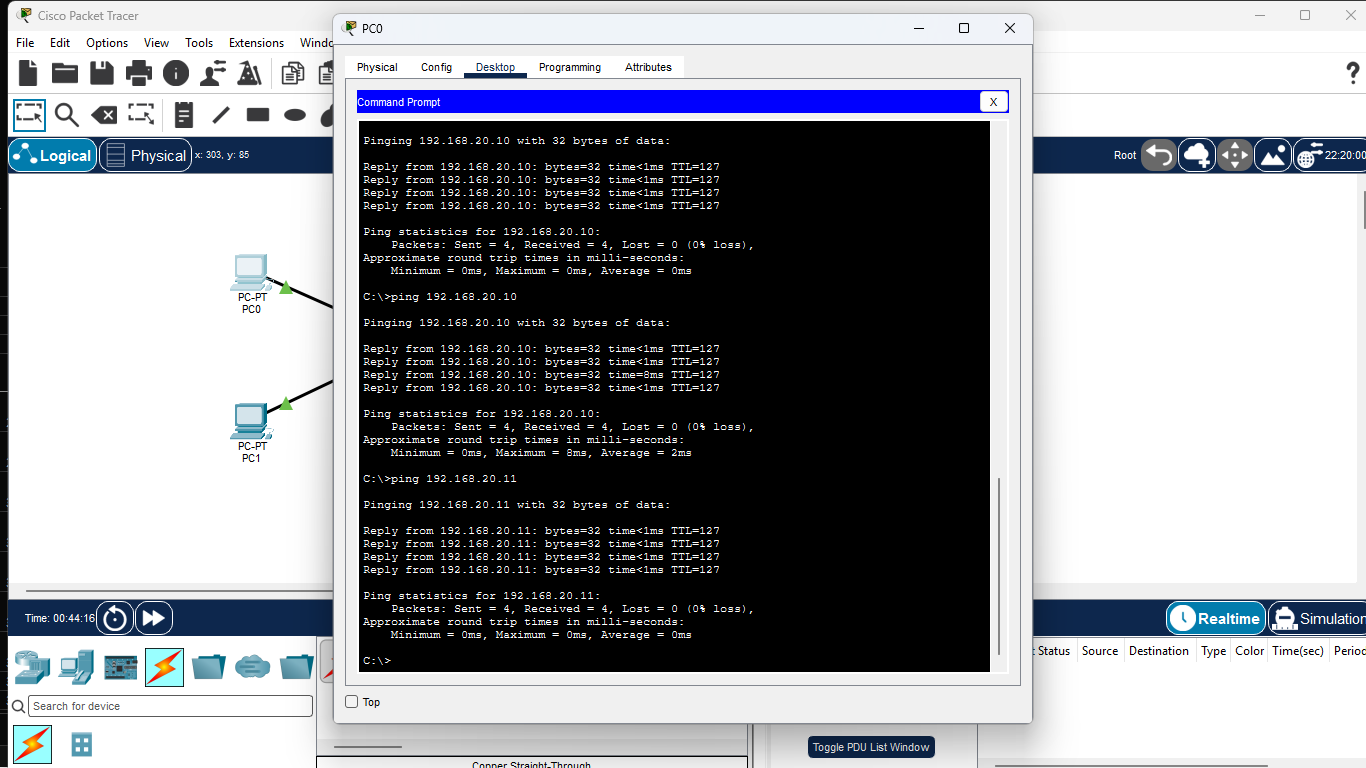 Cisco Packet Tracer
File Edit Options View Tools Extensions Windo
PC0
Physical Config Desktop Programming Attributes
Command Prompt
X
Logical Physical x: 303, y: 85
Root 22:20:00
Pinging 192.168.20.10 with 32 bytes of data:
Reply from 192.168.20.10: bytes=32 time<1ms TTL=127
Reply from 192.168.20.10: bytes=32 time<1ms TTL=127
Reply from 192.168.20.10: bytes=32 time<1ms TTL=127
Reply from 192.168.20.10: bytes=32 time<1ms TTL=127
Ping statistics for 192.168.20.10:
Packets: Sent = 4, Received = 4, Lost = 0 (0% loss),
Approximate round trip times in milli-seconds:
Minimum = 0ms, Maximum = 0ms, Average = 0ms
C:\>ping 192.168.20.10
Pinging 192.168.20.10 with 32 bytes of data:
Reply from 192.168.20.10: bytes=32 time<1ms TTL=127
Reply from 192.168.20.10: bytes=32 time<1ms TTL=127
Reply from 192.168.20.10: bytes=32 time=8ms TTL=127
Reply from 192.168.20.10: bytes=32 time<1ms TTL=127
Ping statistics for 192.168.20.10:
Packets: Sent = 4, Received = 4, Lost = 0 (0% loss),
Approximate round trip times in milli-seconds:
Minimum = 0ms, Maximum = 8ms, Average = 2ms
C:\>ping 192.168.20.11
Pinging 192.168.20.11 with 32 bytes of data:
Reply from 192.168.20.11: bytes=32 time<1ms TTL=127
Reply from 192.168.20.11: bytes=32 time<1ms TTL=127
Reply from 192.168.20.11: bytes=32 time<1ms TTL=127
Reply from 192.168.20.11: bytes=32 time<1ms TTL=127
Ping statistics for 192.168.20.11:
Packets: Sent = 4, Received = 4, Lost = 0 (0% loss),
Approximate round trip times in milli-seconds:
Minimum = 0ms, Maximum = 0ms, Average = 0ms
C:\>
Top
PC-PT
PC0
PC-PT
PC1
Time: 00:44:16
Realtime Simulation
Status Source Destination Type Color Time(sec) Period
Search for device
Toggle PDU List Window
Copper Straight-Through